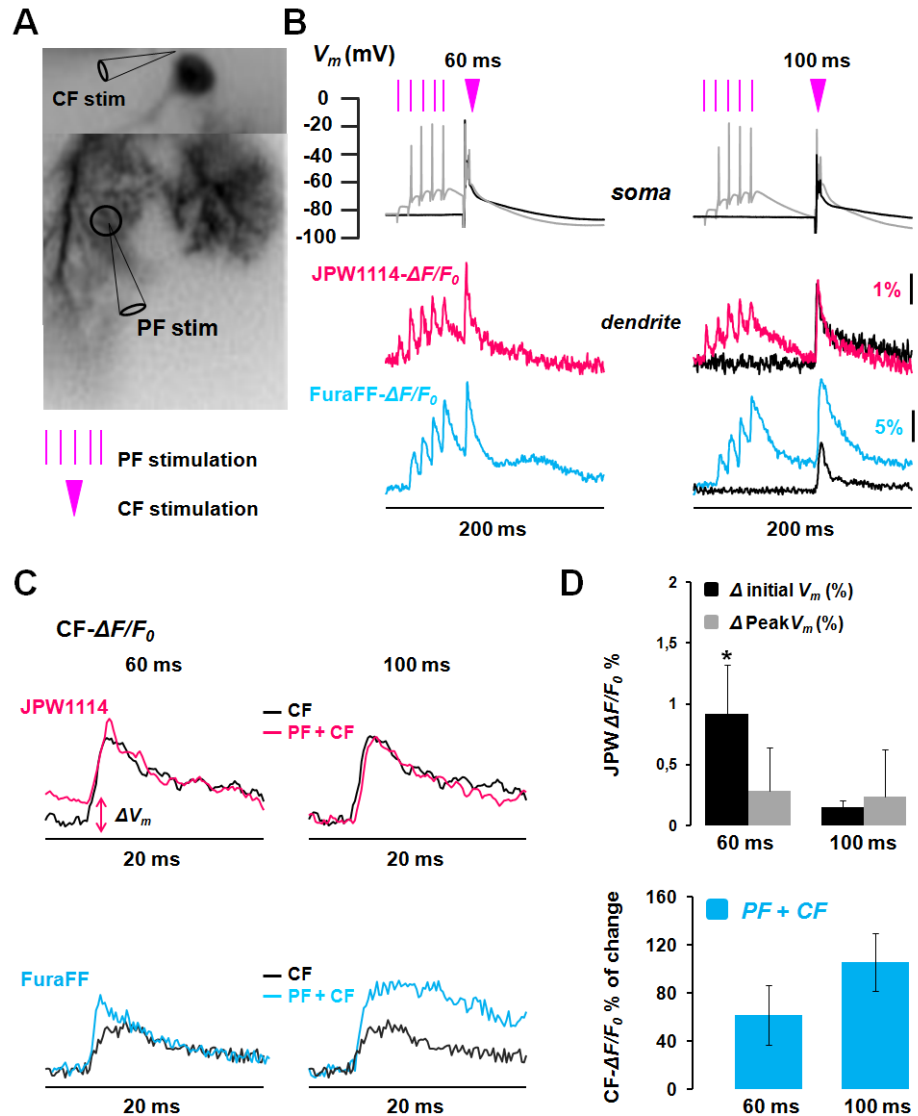 A
CF stim
PF stim
PF stimulation
CF stimulation
B
Vm (mV)
60 ms
100 ms
0
-20
-40
-60
-80
-100
soma
JPW1114-ΔF/F0
1%
dendrite
FuraFF-ΔF/F0
5%
200 ms
200 ms
C
CF-ΔF/F0
60 ms
100 ms
JPW1114
CF
PF + CF
ΔVm
20 ms
20 ms
FuraFF
CF
PF + CF
20 ms
20 ms
D
JPW ΔF/F0 %
2
1,5
1
0,5
0
Δ initial Vm (%)
Δ Peak Vm (%)
*
60 ms
100 ms
CF-ΔF/F0 % of change
160
120
80
40
0
PF + CF
60 ms
100 ms